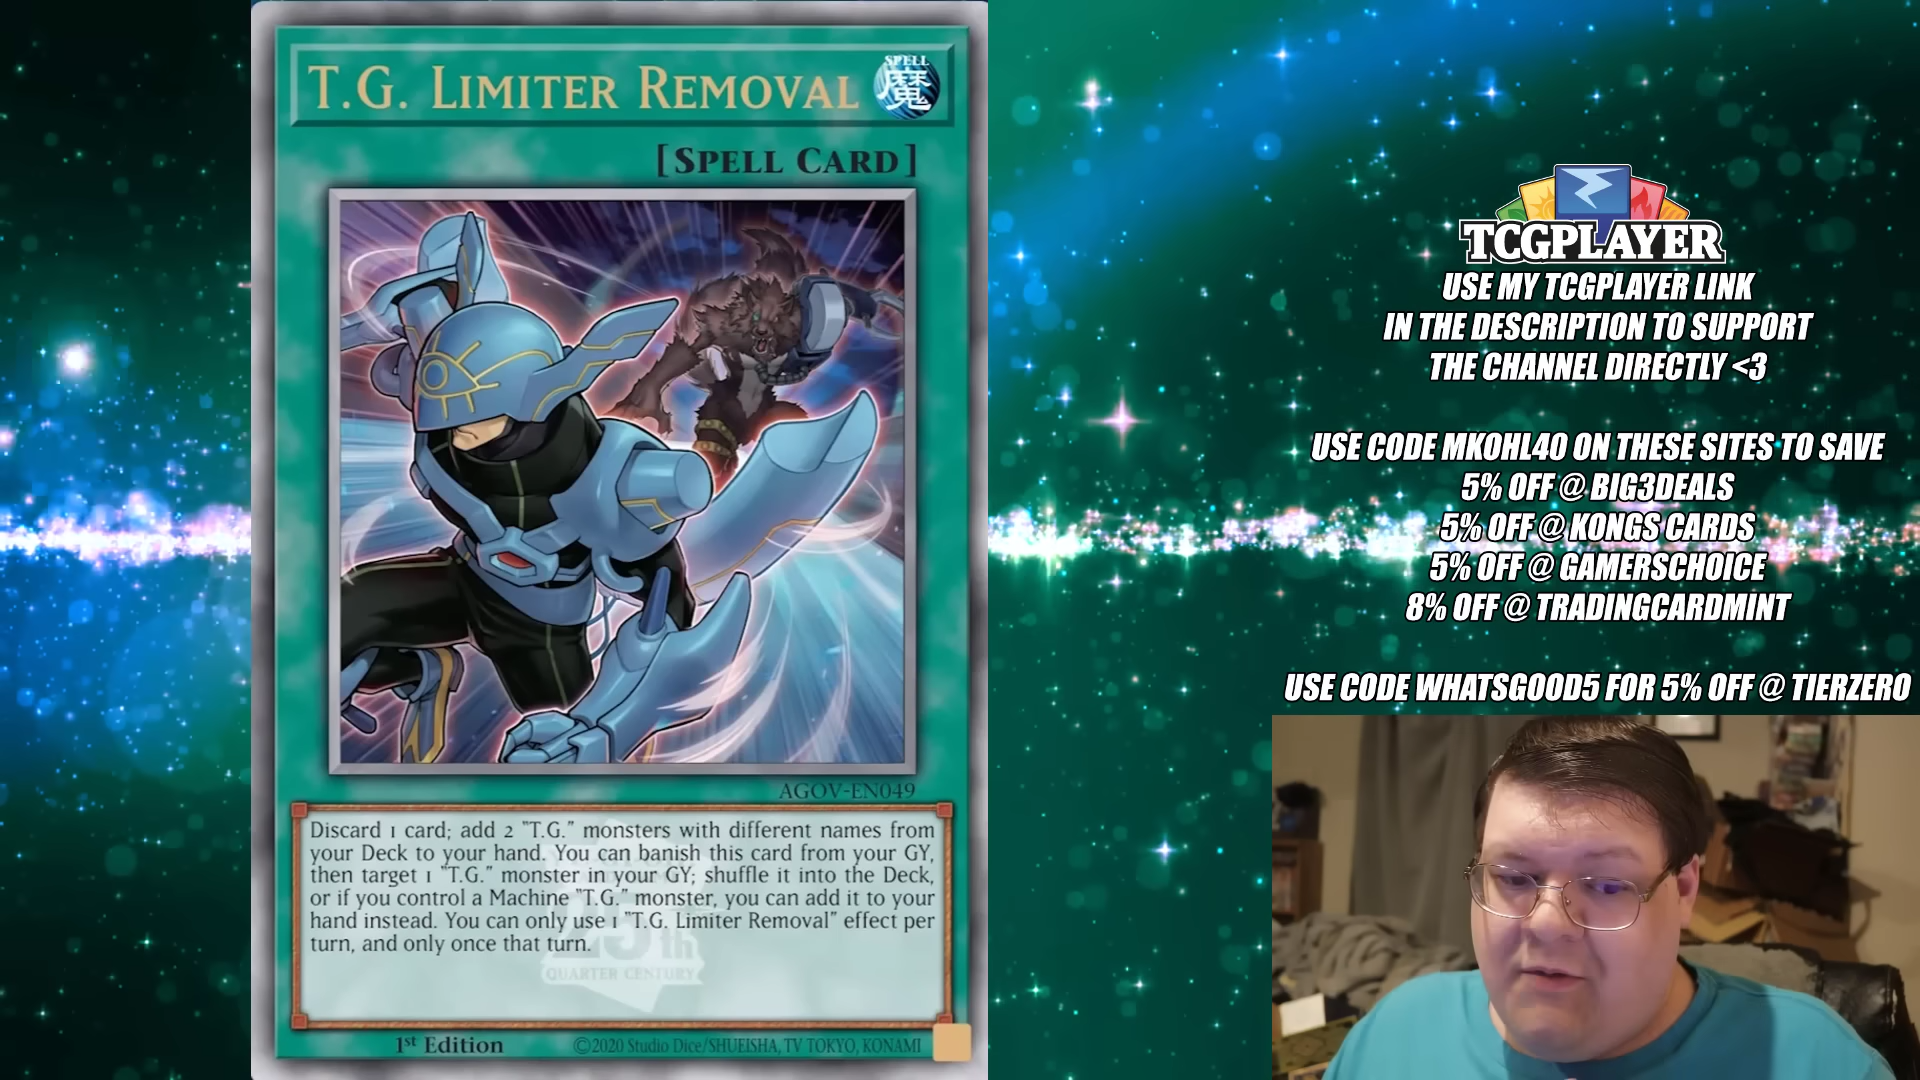 T.G. LIMITER REMOVAL
SPELL
魔
[SPELL CARD]
AGOV-EN049
Discard 1 card; add 2 "T.G." monsters with different names from
your Deck to your hand. You can banish this card from your GY,
then target 1 "T.G." monster in your GY; shuffle it into the Deck,
or if you control a Machine "T.G." monster, you can add it to your
hand instead. You can only use 1 "T.G. Limiter Removal" effect per
turn, and only once that turn.
25th
QUARTER CENTURY
1st Edition
©2020 Studio Dice/SHUEISHA, TV TOKYO, KONAMI
TCGPLAYER
USE MY TCGPLAYER LINK
IN THE DESCRIPTION TO SUPPORT
THE CHANNEL DIRECTLY <3
USE CODE MKOHL40 ON THESE SITES TO SAVE
5% OFF @ BIG3DEALS
5% OFF @ KONGS CARDS
5% OFF @ GAMERSCHOICE
8% OFF @ TRADINGCARDMINT
USE CODE WHATSGOOD5 FOR 5% OFF @ TIERZERO